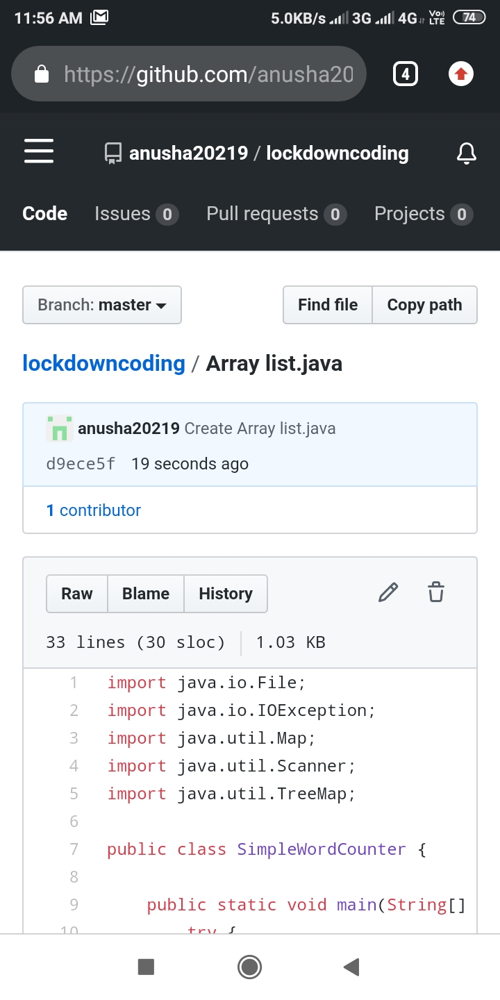 11:56 AM 5.0KB/s 3G 4G Vo)) LTE 74
https://github.com/anusha20 4
anusha20219 / lockdowncoding
Code Issues 0 Pull requests 0 Projects 0
Branch: master Find file Copy path
lockdowncoding / Array list.java
anusha20219 Create Array list.java
d9ece5f 19 seconds ago
1 contributor
Raw Blame History
33 lines (30 sloc) 1.03 KB
1 import java.io.File;
2 import java.io.IOException;
3 import java.util.Map;
4 import java.util.Scanner;
5 import java.util.TreeMap;
6
7 public class SimpleWordCounter {
8
9 public static void main(String[]
10 try {